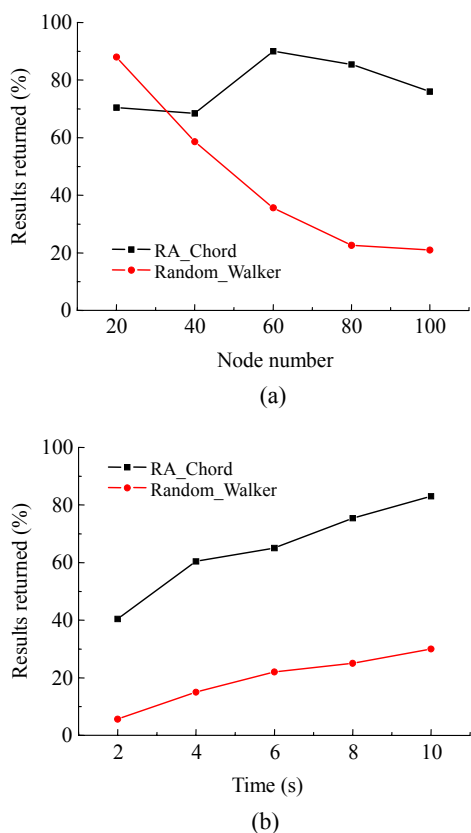 100
80
60
40
20
0
Results returned (%)
RA_Chord
Random_Walker
20 40 60 80 100
Node number
(a)
100
80
60
40
20
0
Results returned (%)
RA_Chord
Random_Walker
2 4 6 8 10
Time (s)
(b)